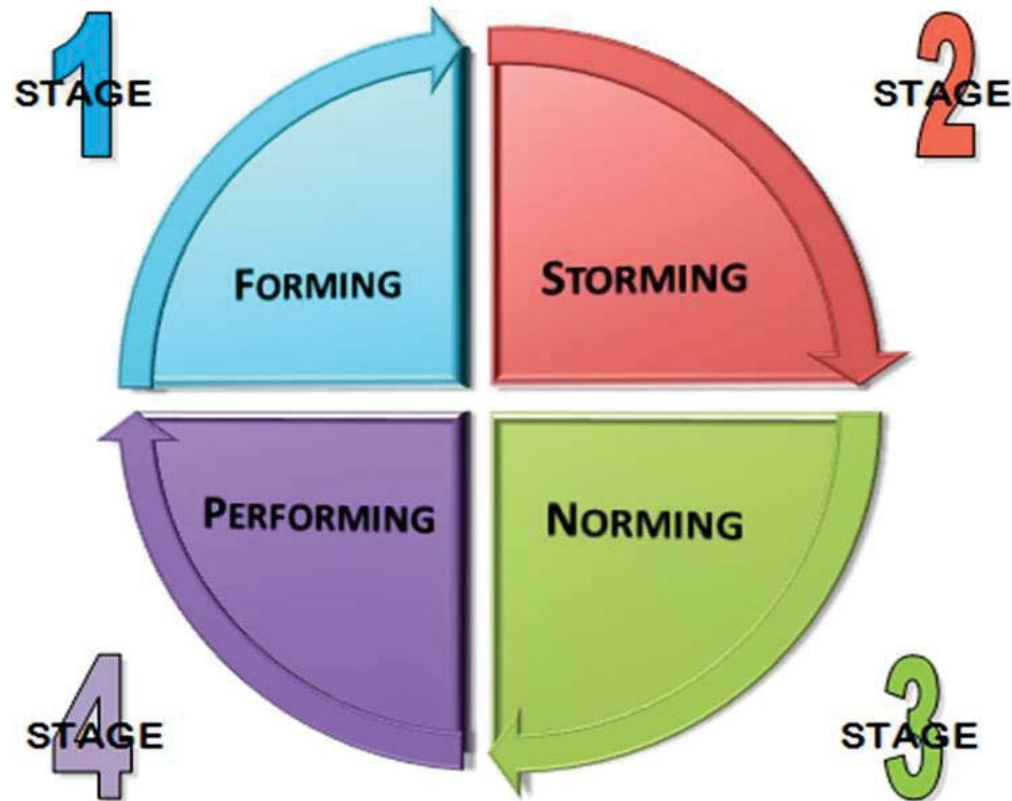 1
STAGE
2
STAGE
FORMING
STORMING
PERFORMING
NORMING
4
STAGE
3
STAGE